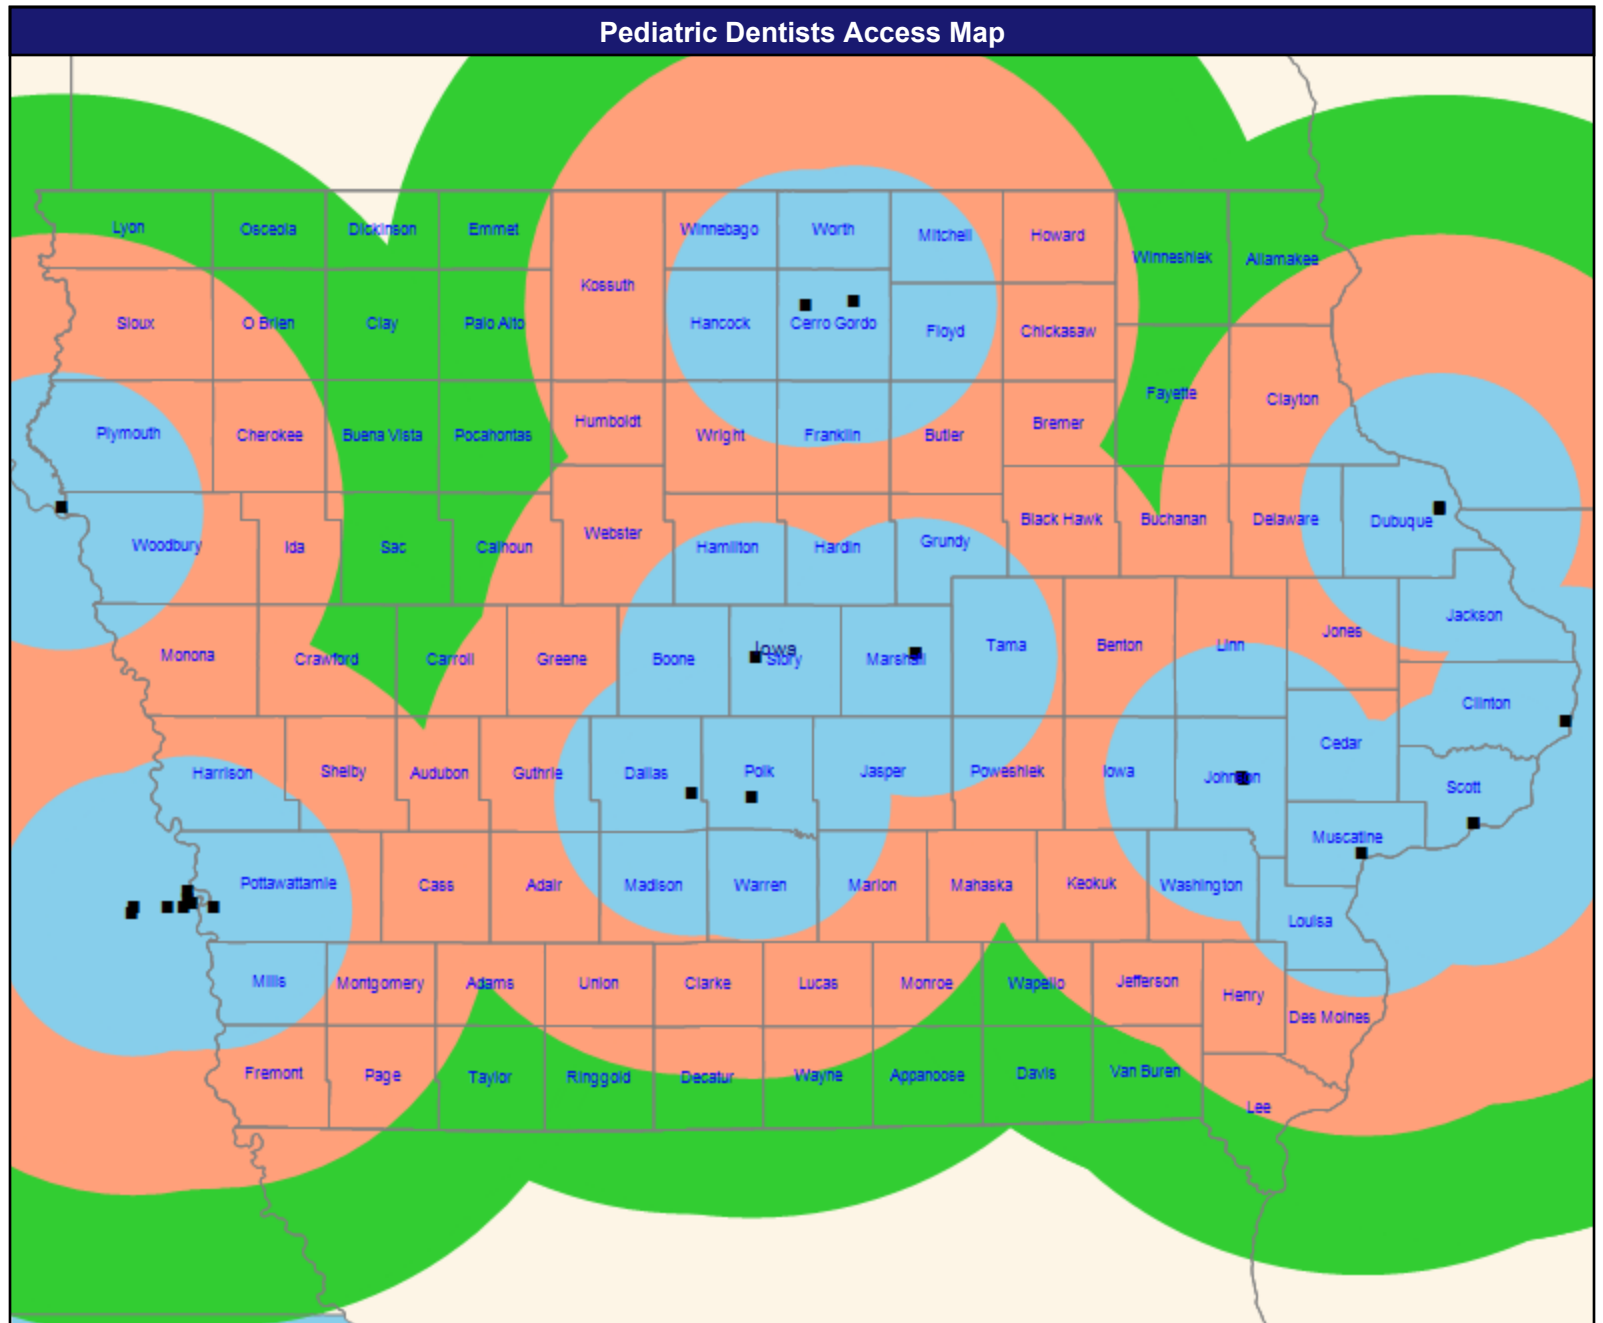 Pediatric Dentists Access Map
Lyon Osceola Dickinson Emmet Winnebago Worth Mitchell Howard
Winneshiek Allamakee
Kossuth
Sioux O Brien Clay Palo Alto Hancock Cerro Gordo Floyd Chickasaw
Fayette Clayton
Plymouth Cherokee Buena Vista Pocahontas Humboldt Wright Franklin Butler Bremer
Black Hawk Buchanan Delaware Dubuque
Woodbury Ida Sac Calhoun Webster Hamilton Hardin Grundy
Jackson
Monona Crawford Carroll Greene Boone Story Marshall Tama Benton Linn Jones
Iowa
Clinton
Harrison Shelby Audubon Guthrie Dallas Polk Jasper Poweshiek Iowa Johnson Cedar
Scott
Muscatine
Pottawattamie Cass Adair Madison Warren Marion Mahaska Keokuk Washington
Louisa
Mills Montgomery Adams Union Clarke Lucas Monroe Wapello Jefferson Henry
Des Moines
Fremont Page Taylor Ringgold Decatur Wayne Appanoose Davis Van Buren
Lee